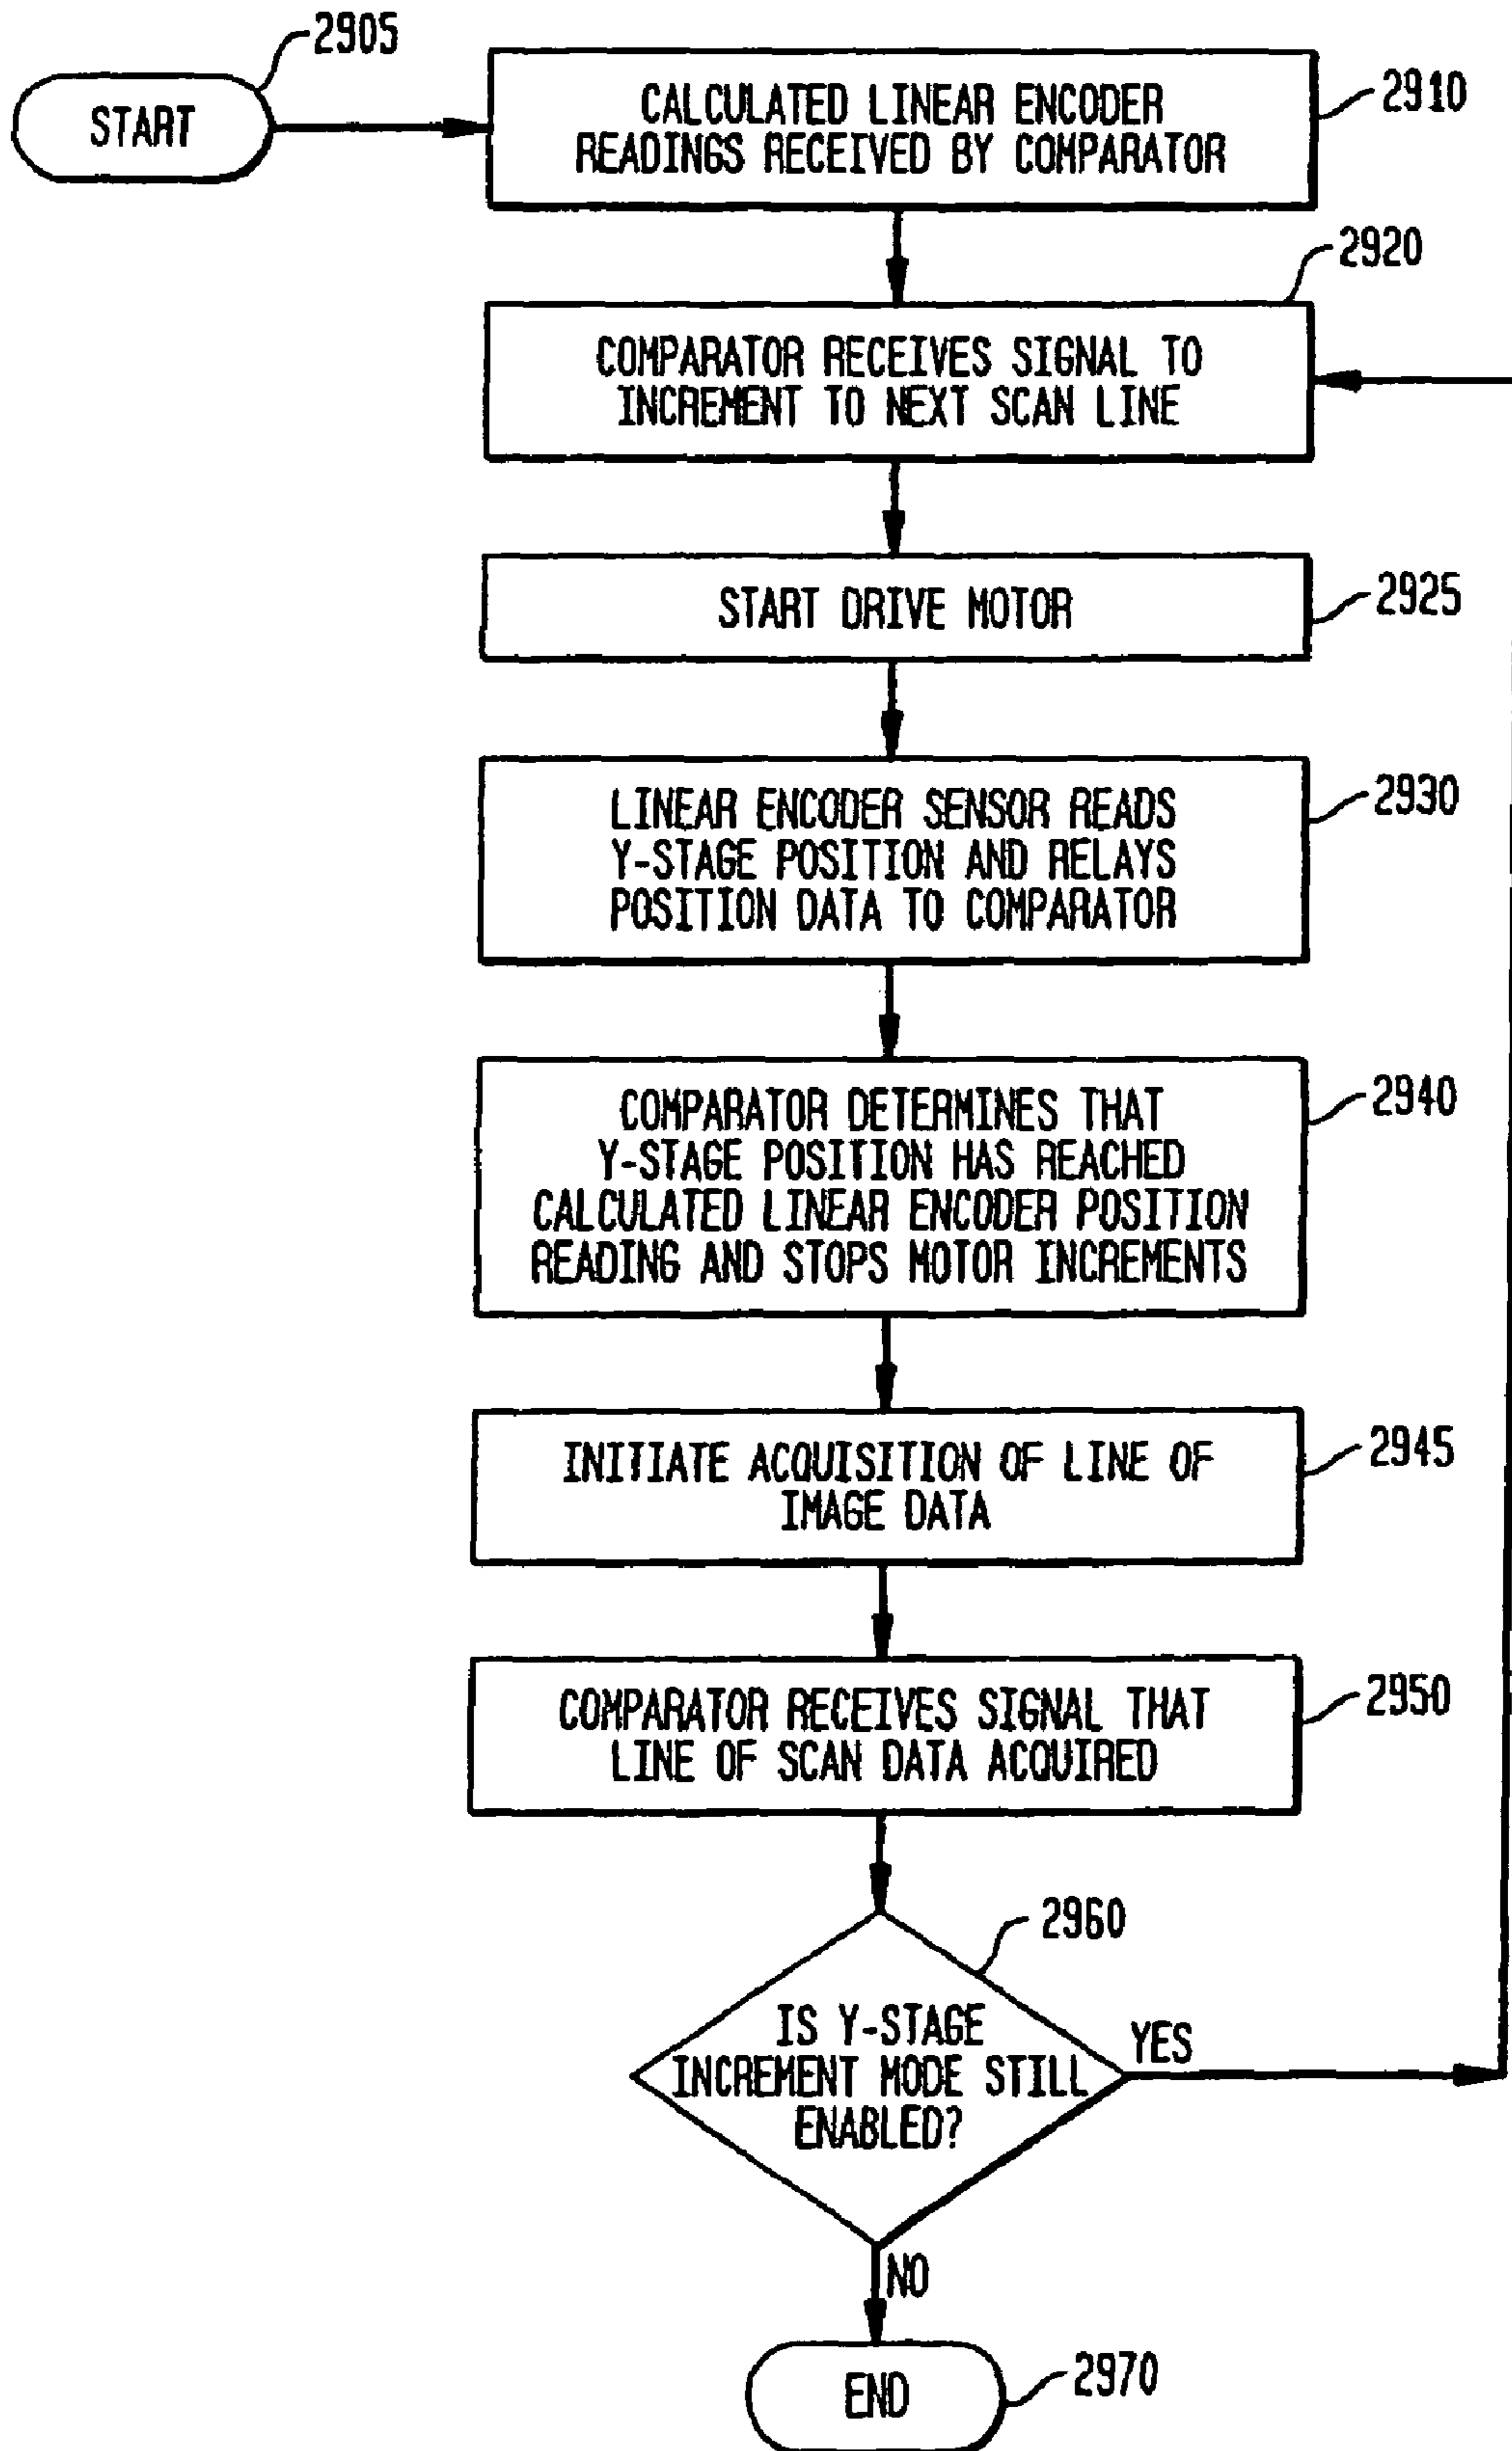 2905
START
CALCULATED LINEAR ENCODER
READINGS RECEIVED BY COMPARATOR
2910
2920
COMPARATOR RECEIVES SIGNAL TO
INCREMENT TO NEXT SCAN LINE
START DRIVE MOTOR
2925
LINEAR ENCODER SENSOR READS
Y-STAGE POSITION AND RELAYS
POSITION DATA TO COMPARATOR
2930
COMPARATOR DETERMINES THAT
Y-STAGE POSITION HAS REACHED
CALCULATED LINEAR ENCODER POSITION
READING AND STOPS MOTOR INCREMENTS
2940
INITIATE ACQUISITION OF LINE OF
IMAGE DATA
2945
COMPARATOR RECEIVES SIGNAL THAT
LINE OF SCAN DATA ACQUIRED
2950
2960
IS Y-STAGE
INCREMENT MODE STILL
ENABLED?
YES
NO
END
2970